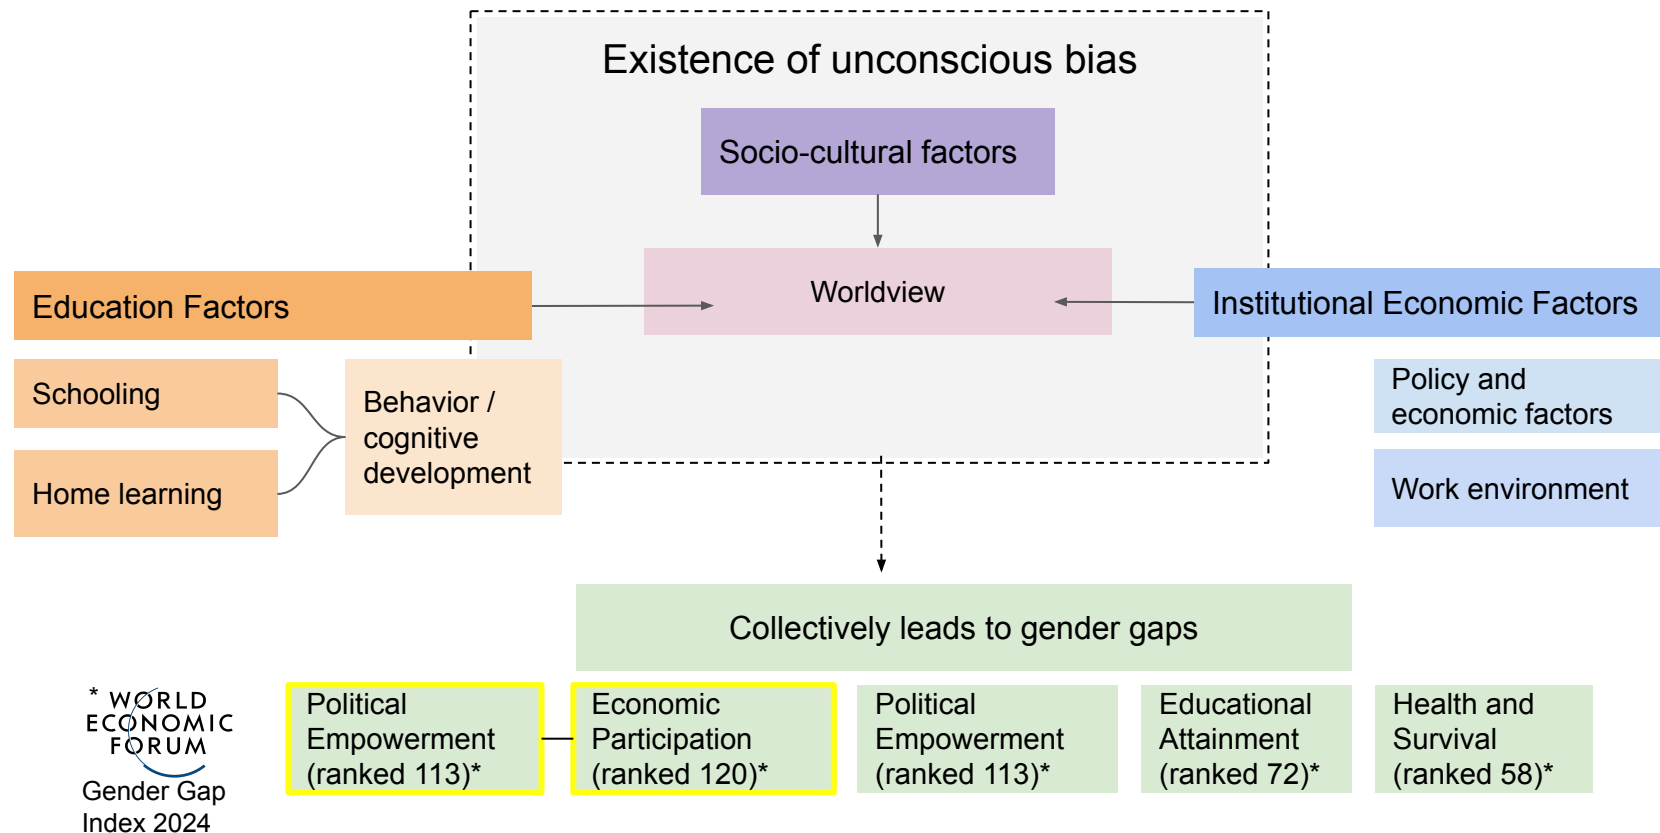 Existence of unconscious bias
Socio-cultural factors
Worldview
Education Factors
Institutional Economic Factors
Schooling
Home learning
Behavior /
cognitive
development
Policy and
economic factors
Work environment
Collectively leads to gender gaps
* WORLD
ECONOMIC
FORUM
Gender Gap
Index 2024
Political
Empowerment
(ranked 113)*
Economic
Participation
(ranked 120)*
Political
Empowerment
(ranked 113)*
Educational
Attainment
(ranked 72)*
Health and
Survival
(ranked 58)*